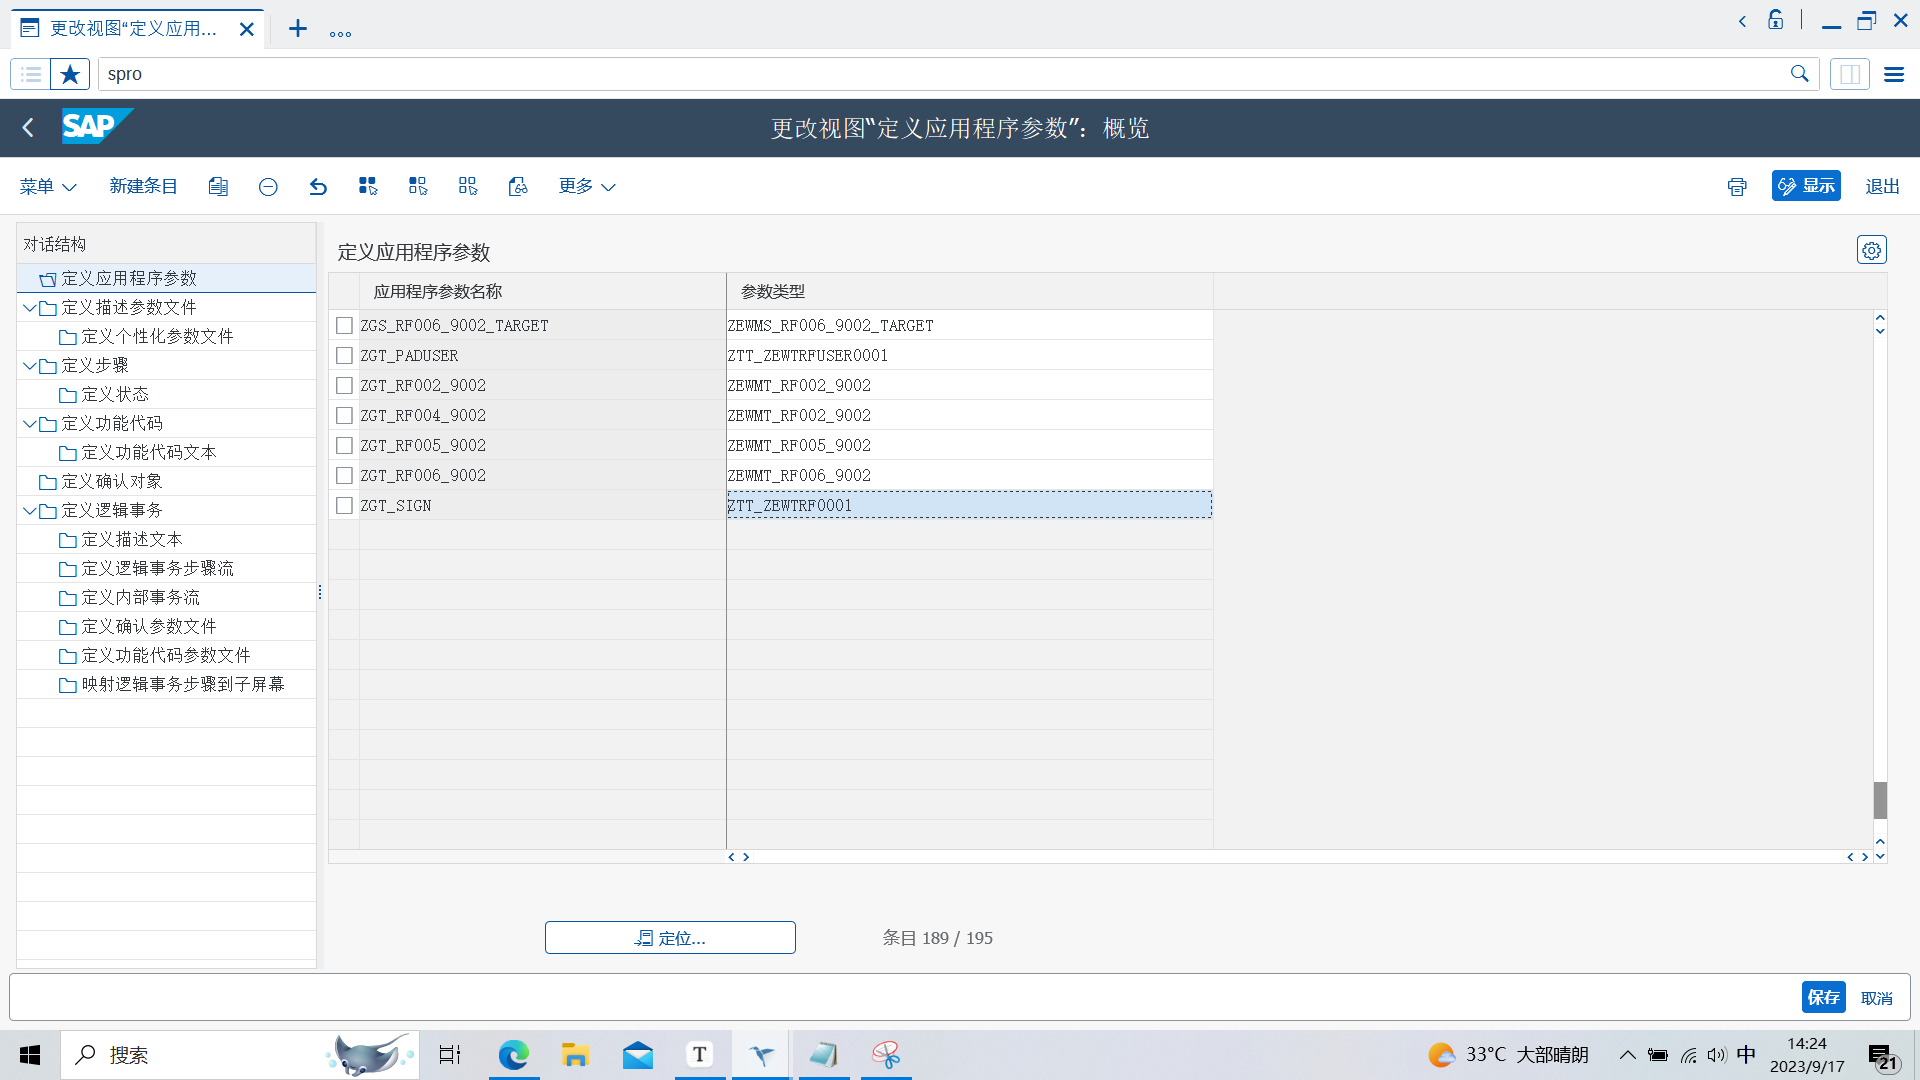 更改视图“定义应用...
spro
SAP
更改视图“定义应用程序参数”：概览
菜单
新建条目
更多
显示
退出
对话结构
定义应用程序参数
定义描述参数文件
定义个性化参数文件
定义步骤
定义状态
定义功能代码
定义功能代码文本
定义确认对象
定义逻辑事务
定义描述文本
定义逻辑事务步骤流
定义内部事务流
定义确认参数文件
定义功能代码参数文件
映射逻辑事务步骤到子屏幕
定义应用程序参数
应用程序参数名称 参数类型
ZGS_RF006_9002_TARGET ZEWMS_RF006_9002_TARGET
ZGT_PADUSER ZTT_ZEWTRFUSER0001
ZGT_RF002_9002 ZEWMT_RF002_9002
ZGT_RF004_9002 ZEWMT_RF002_9002
ZGT_RF005_9002 ZEWMT_RF005_9002
ZGT_RF006_9002 ZEWMT_RF006_9002
ZGT_SIGN ZTT_ZEWTRF0001
定位...
条目 189 / 195
保存
取消
搜索
T
33°C 大部晴朗
中
14:24
2023/9/17
21